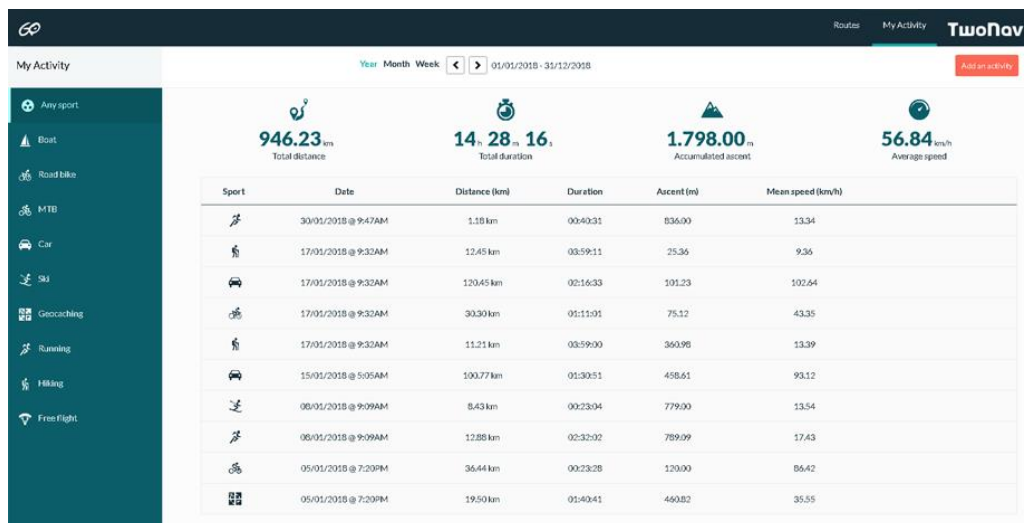 GO
Routes My Activity TwoNav
My Activity
Year Month Week 01/01/2018 - 31/12/2018
Add an activity
Any sport
Boat
Road bike
MTB
Car
Ski
Geocaching
Running
Hiking
Free flight
946.23 km
Total distance
14 h 28 m 16 s
Total duration
1.798.00 m
Accumulated ascent
56.84 km/h
Average speed
Sport Date Distance (km) Duration Ascent (m) Mean speed (km/h)
30/01/2018 @ 9:47AM 1.18 km 00:40:31 836.00 13.34
17/01/2018 @ 9:32AM 12.45 km 03:59:11 25.36 9.36
17/01/2018 @ 9:32AM 120.45 km 02:16:33 101.23 102.64
17/01/2018 @ 9:32AM 30.30 km 01:11:01 75.12 43.35
17/01/2018 @ 9:32AM 11.21 km 03:59:00 360.98 13.39
15/01/2018 @ 5:05AM 100.77 km 01:30:51 458.61 93.12
08/01/2018 @ 9:09AM 8.43 km 00:23:04 779.00 13.54
08/01/2018 @ 9:09AM 12.88 km 02:32:02 789.09 17.43
05/01/2018 @ 7:20PM 36.44 km 00:23:28 120.00 86.42
05/01/2018 @ 7:20PM 19.50 km 01:40:41 460.82 35.55